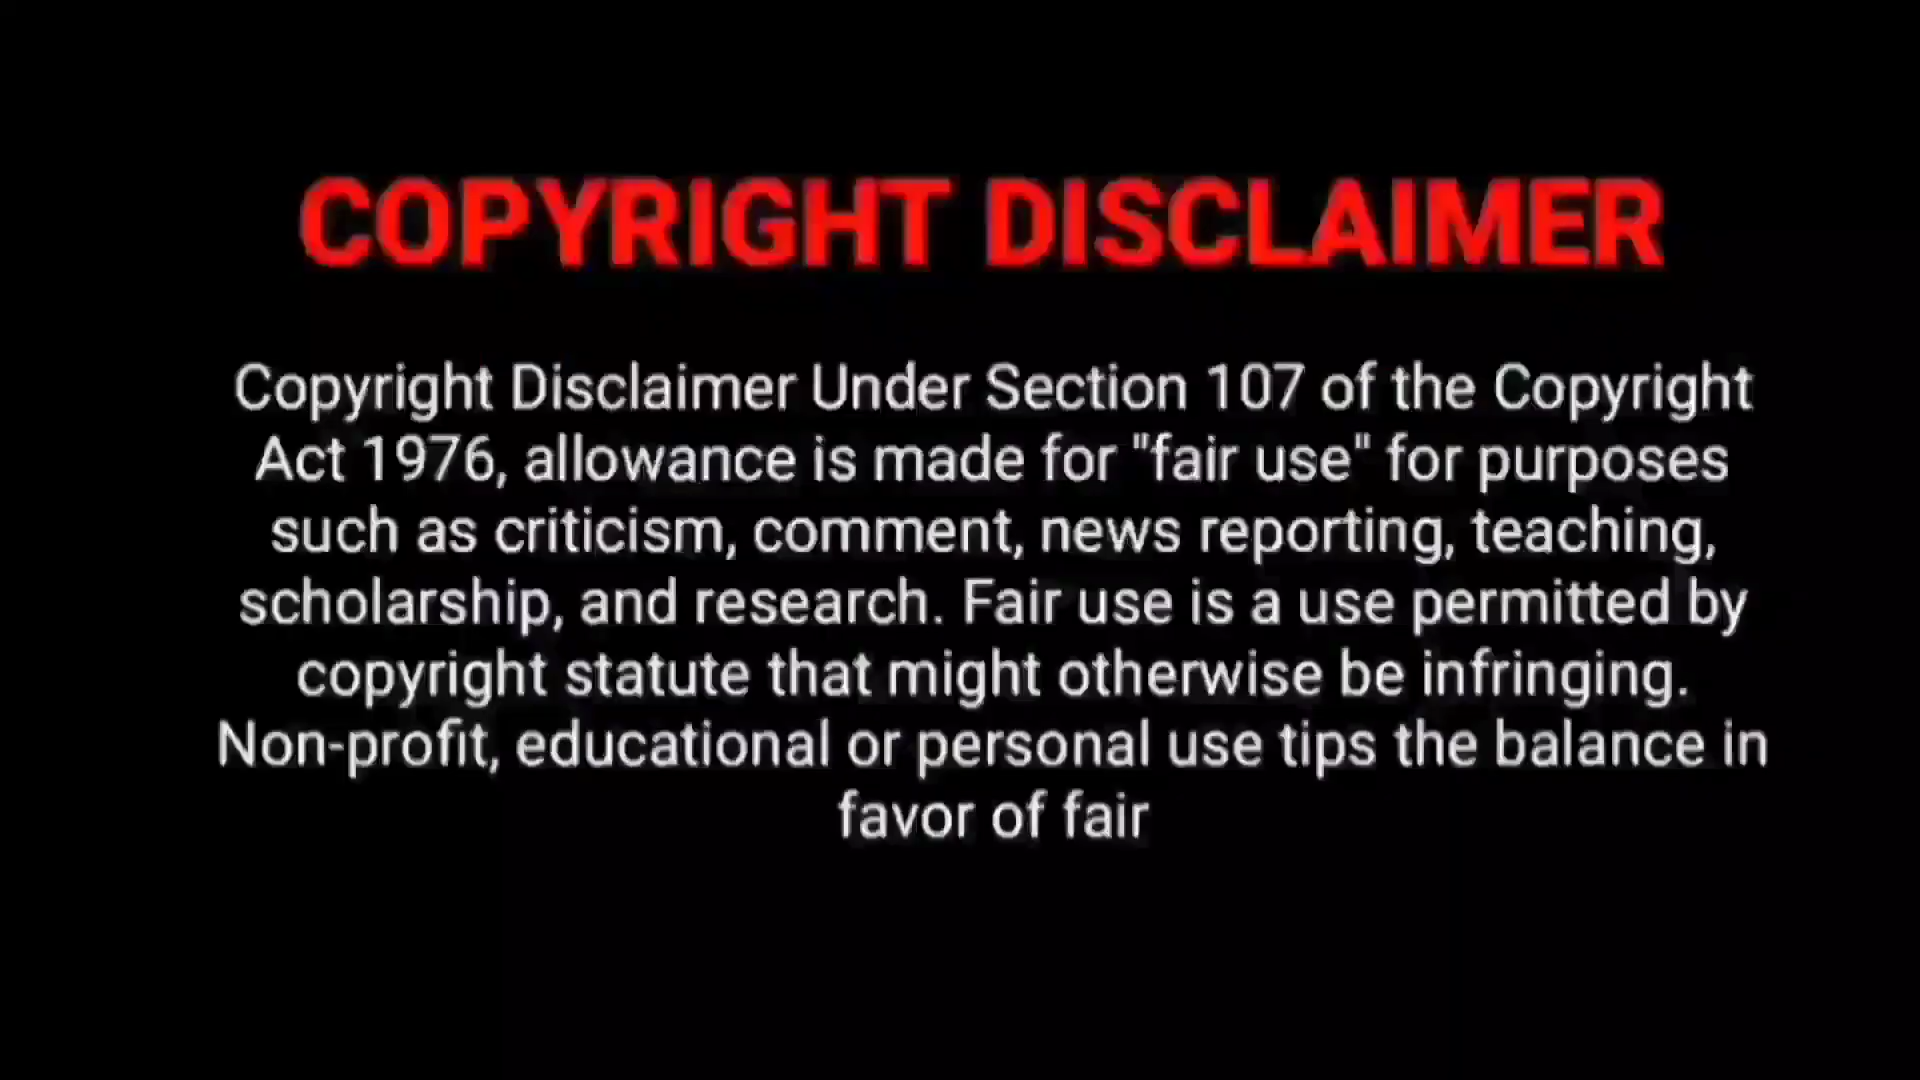 COPYRIGHT DISCLAIMER
Copyright Disclaimer Under Section 107 of the Copyright
Act 1976, allowance is made for "fair use" for purposes
such as criticism, comment, news reporting, teaching,
scholarship, and research. Fair use is a use permitted by
copyright statute that might otherwise be infringing.
Non-profit, educational or personal use tips the balance in
favor of fair